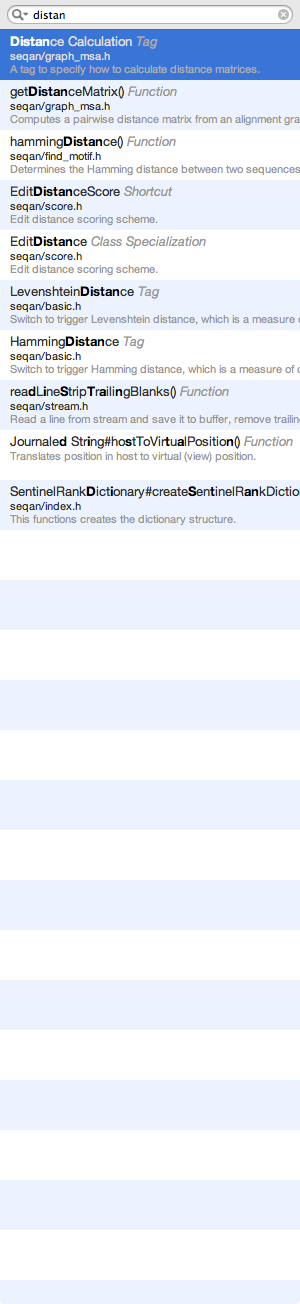 distan
Distance Calculation Tag
seqan/graph_msa.h
A tag to specify how to calculate distance matrices.
getDistanceMatrix() Function
seqan/graph_msa.h
Computes a pairwise distance matrix from an alignment gra
hammingDistance() Function
seqan/find_motif.h
Determines the Hamming distance between two sequences
EditDistanceScore Shortcut
seqan/score.h
Edit distance scoring scheme.
EditDistance Class Specialization
seqan/score.h
Edit distance scoring scheme.
LevenshteinDistance Tag
seqan/basic.h
Switch to trigger Levenshtein distance, which is a measure
HammingDistance Tag
seqan/basic.h
Switch to trigger Hamming distance, which is a measure of
readLineStripTrailingBlanks() Function
seqan/stream.h
Read a line from stream and save it to buffer, remove trailin
Journaled String#hostToVirtualPosition() Function
Translates position in host to virtual (view) position.
SentinelRankDictionary#createSentinelRankDictio
seqan/index.h
This functions creates the dictionary structure.